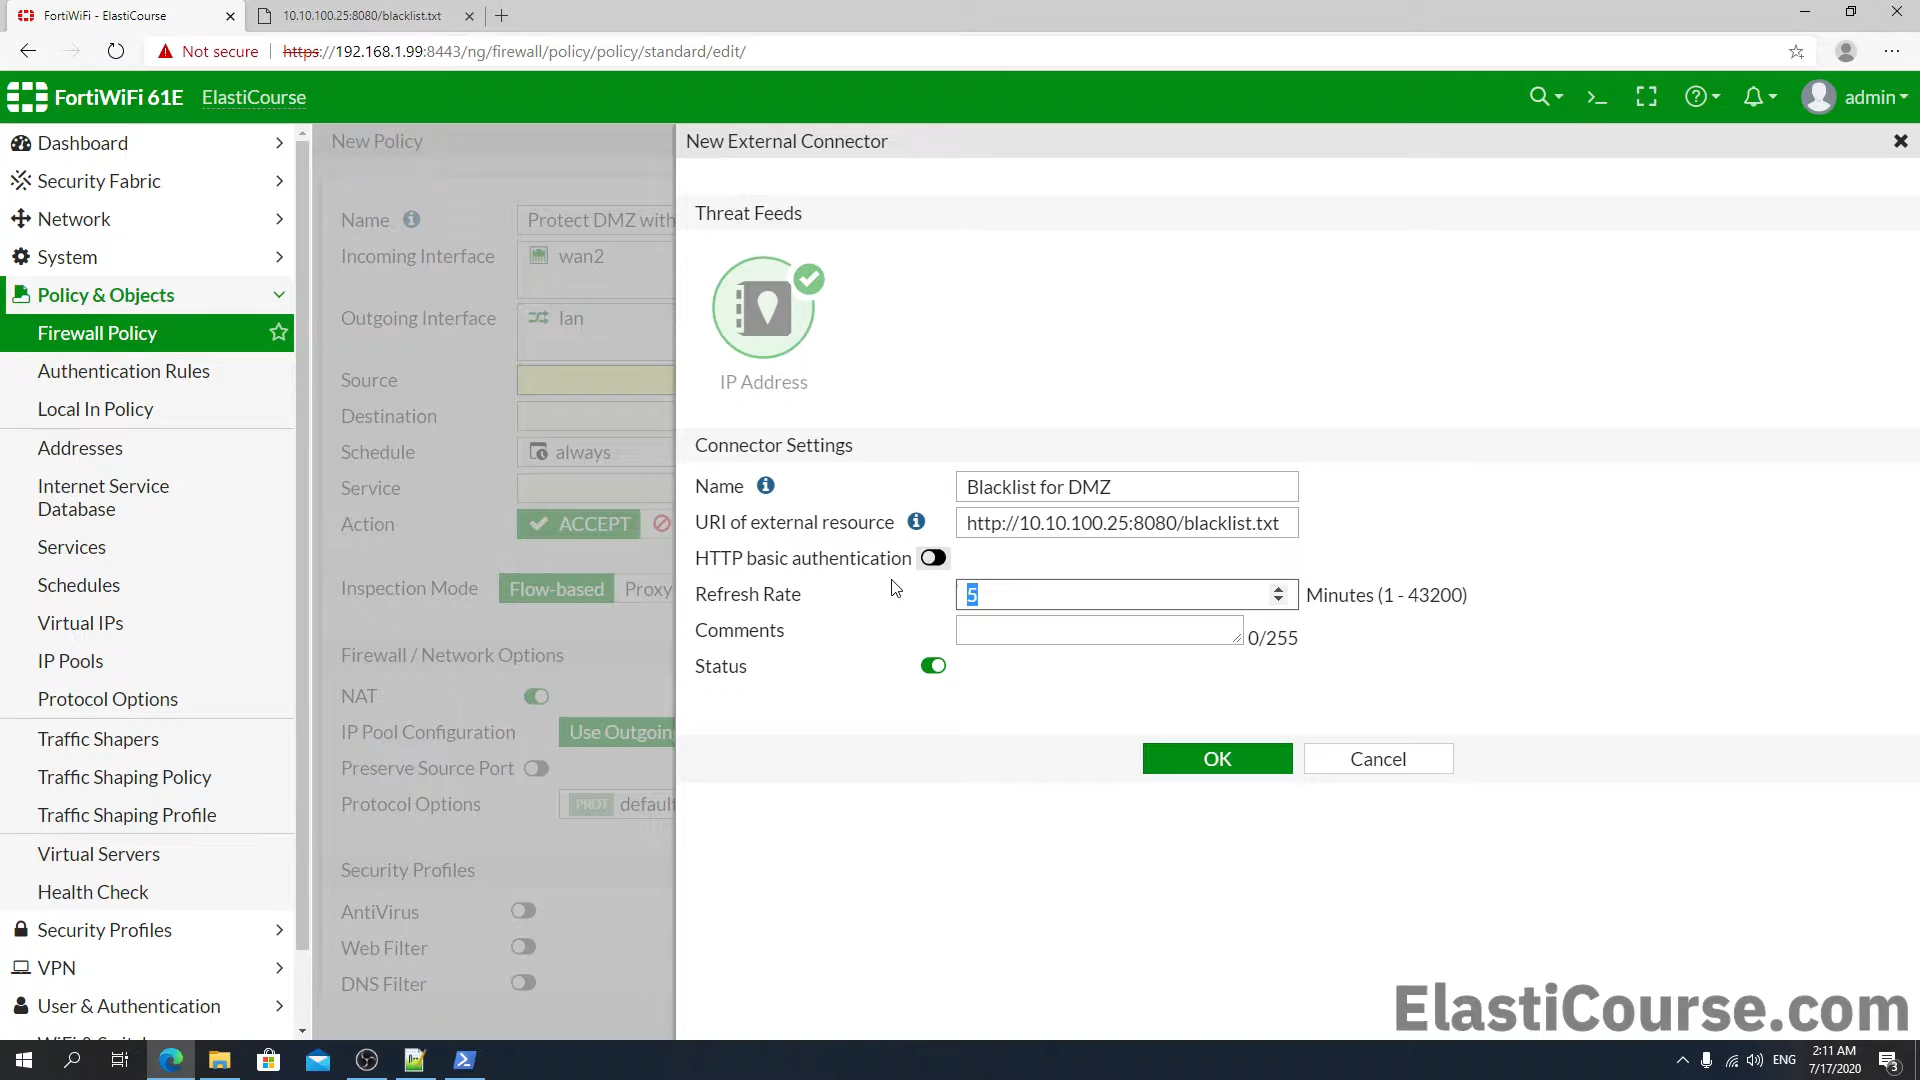 FortiWiFi - ElastiCourse
10.10.100.25:8080/blacklist.txt
Not secure https://192.168.1.99:8443/ng/firewall/policy/policy/standard/edit/
FortiWiFi 61E ElastiCourse
admin
Dashboard
Security Fabric
Network
System
Policy & Objects
Firewall Policy
Authentication Rules
Local In Policy
Addresses
Internet Service
Database
Services
Schedules
Virtual IPs
IP Pools
Protocol Options
Traffic Shapers
Traffic Shaping Policy
Traffic Shaping Profile
Virtual Servers
Health Check
Security Profiles
VPN
User & Authentication
New Policy
Name Protect DMZ with
Incoming Interface wan2
Outgoing Interface lan
Source
Destination
Schedule always
Service
Action ACCEPT
Inspection Mode Flow-based Proxy-
Firewall / Network Options
NAT
IP Pool Configuration Use Outgoin
Preserve Source Port
Protocol Options PROT default
Security Profiles
AntiVirus
Web Filter
DNS Filter
New External Connector
Threat Feeds
IP Address
Connector Settings
Name Blacklist for DMZ
URI of external resource http://10.10.100.25:8080/blacklist.txt
HTTP basic authentication
Refresh Rate 5 Minutes (1 - 43200)
Comments 0/255
Status
OK Cancel
ElastiCourse.com
ENG
2:11 AM
7/17/2020
3